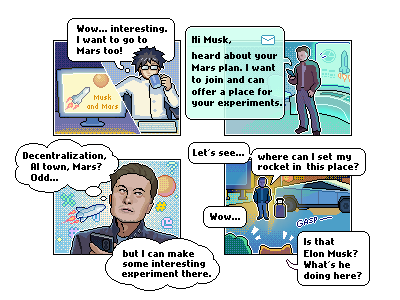 Wow... interesting.
I want to go to
Mars too!
Musk
and Mars
Hi Musk,
heard about your
Mars plan. I want
to join and can
offer a place for
your experiments.
Decentralization,
AI town, Mars?
Odd...
but I can make
some interesting
experiment there.
Let's see...
where can I set my
rocket in this place?
Wow...
GASP
Is that
Elon Musk?
What's he
doing here?